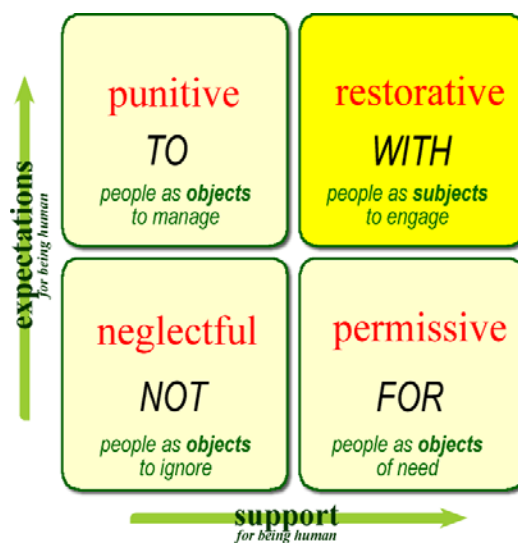 punitive
TO
people as objects
to manage
restorative
WITH
people as subjects
to engage
neglectful
NOT
people as objects
to ignore
permissive
FOR
people as objects
of need
expectations
for being human
support
for being human